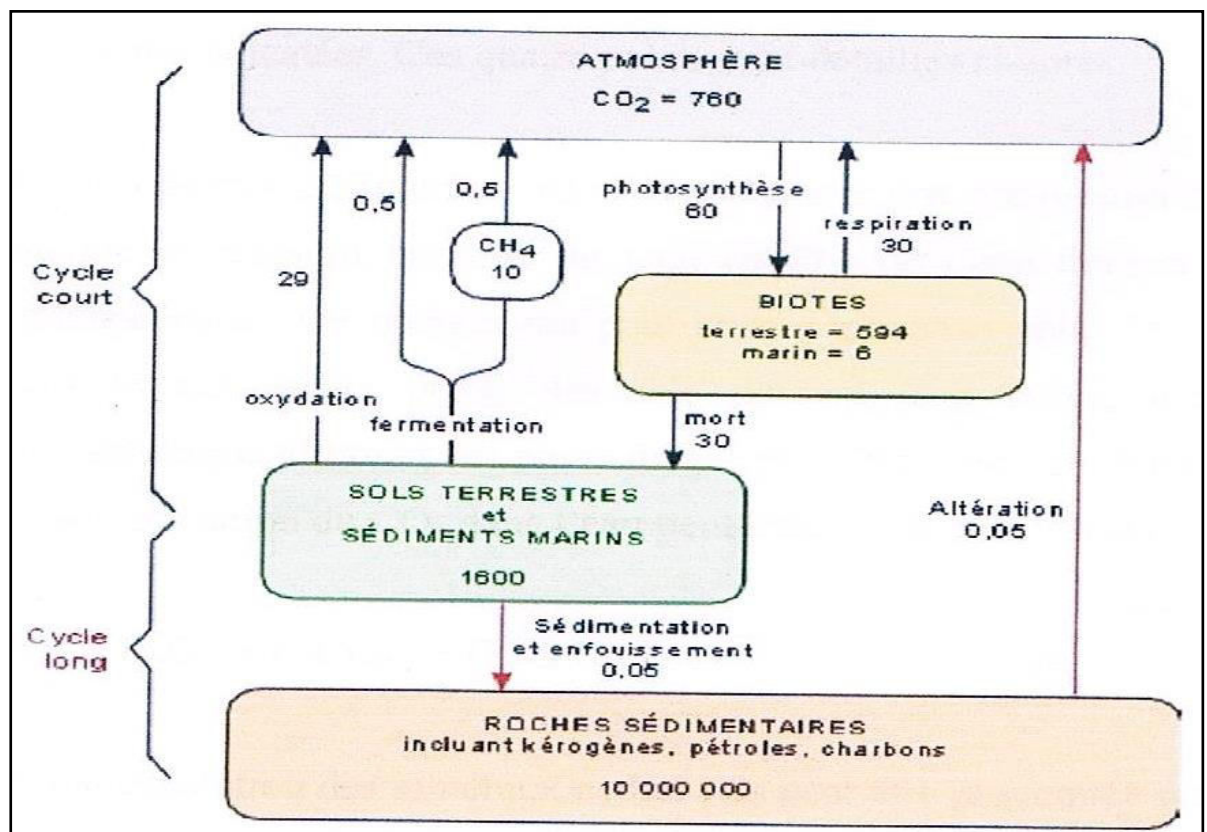 ATMOSPHÈRE
CO2 = 760
0,5
0,5
photosynthèse
60
respiration
30
CH4
10
Cycle
court
29
BIOTES
terrestre = 594
marin = 6
oxydation
fermentation
mort
30
SOLS TERRESTRES
et
SÉDIMENTS MARINS
1600
Altération
0,05
Cycle
long
Sédimentation
et enfouissement
0,05
ROCHES SÉDIMENTAIRES
incluant kérogènes, pétroles, charbons
10 000 000